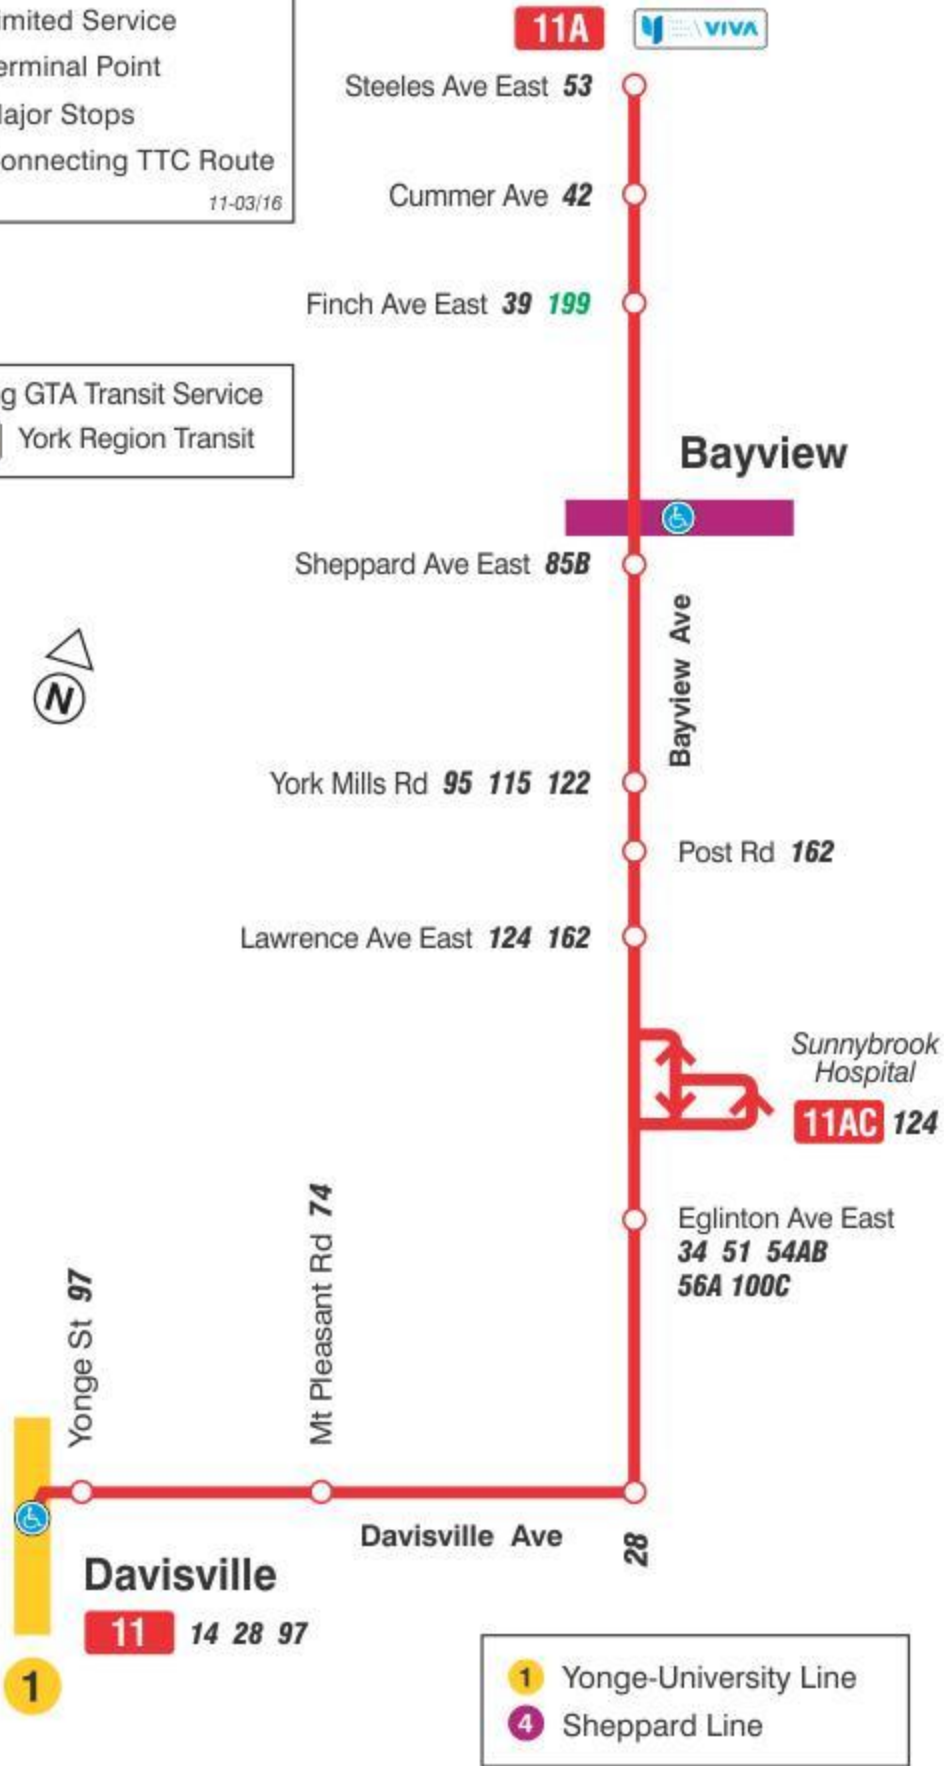 imited Service
erminal Point
ajor Stops
onnecting TTC Route
11-03/16
11A
VIVA
Steeles Ave East 53
Cummer Ave 42
Finch Ave East 39 199
g GTA Transit Service
York Region Transit
Bayview
Sheppard Ave East 85B
Bayview Ave
N
York Mills Rd 95 115 122
Post Rd 162
Lawrence Ave East 124 162
Sunnybrook
Hospital
11AC 124
Eglinton Ave East
34 51 54AB
56A 100C
Mt Pleasant Rd 74
Yonge St 97
Davisville Ave
28
Davisville
11 14 28 97
1
1 Yonge-University Line
4 Sheppard Line